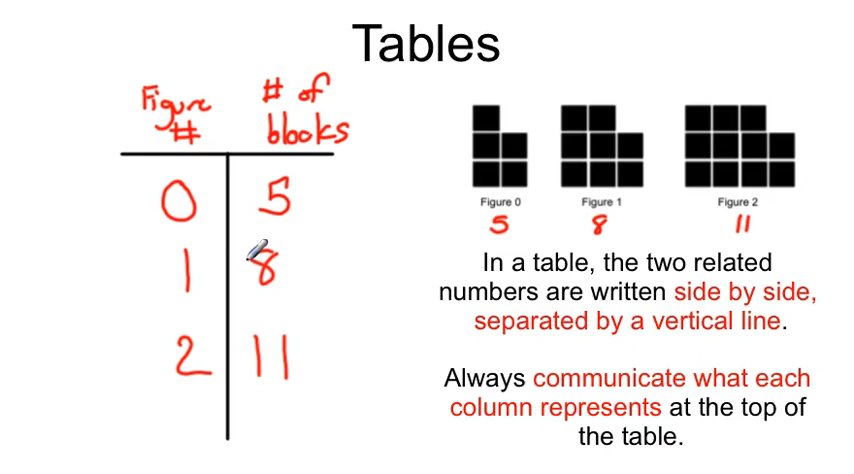 Tables
Figure # of
# blooks
0 5
1 8
2 11
Figure 0 Figure 1 Figure 2
5 8 11
In a table, the two related
numbers are written side by side,
separated by a vertical line.
Always communicate what each
column represents at the top of
the table.